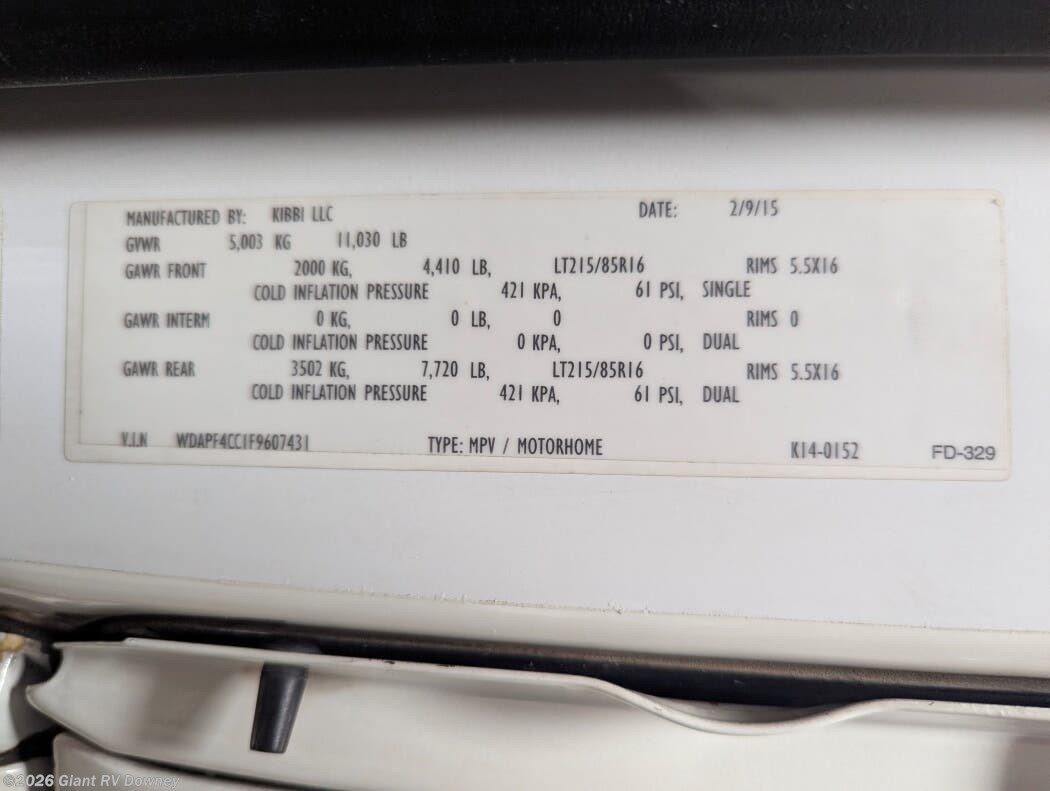 MANUFACTURED BY: KIBBI LLC DATE: 2/9/15
GVWR 5,003 KG 11,030 LB
GAWR FRONT 2000 KG, 4,410 LB, LT215/85R16 RIMS 5.5X16
COLD INFLATION PRESSURE 421 KPA, 61 PSI, SINGLE
GAWR INTERM 0 KG, 0 LB, 0 RIMS 0
COLD INFLATION PRESSURE 0 KPA, 0 PSI, DUAL
GAWR REAR 3502 KG, 7,720 LB, LT215/85R16 RIMS 5.5X16
COLD INFLATION PRESSURE 421 KPA, 61 PSI, DUAL
V.I.N WDAPF4CC1F9607431 TYPE: MPV / MOTORHOME K14-0152 FD-329
©2026 Giant RV Downey